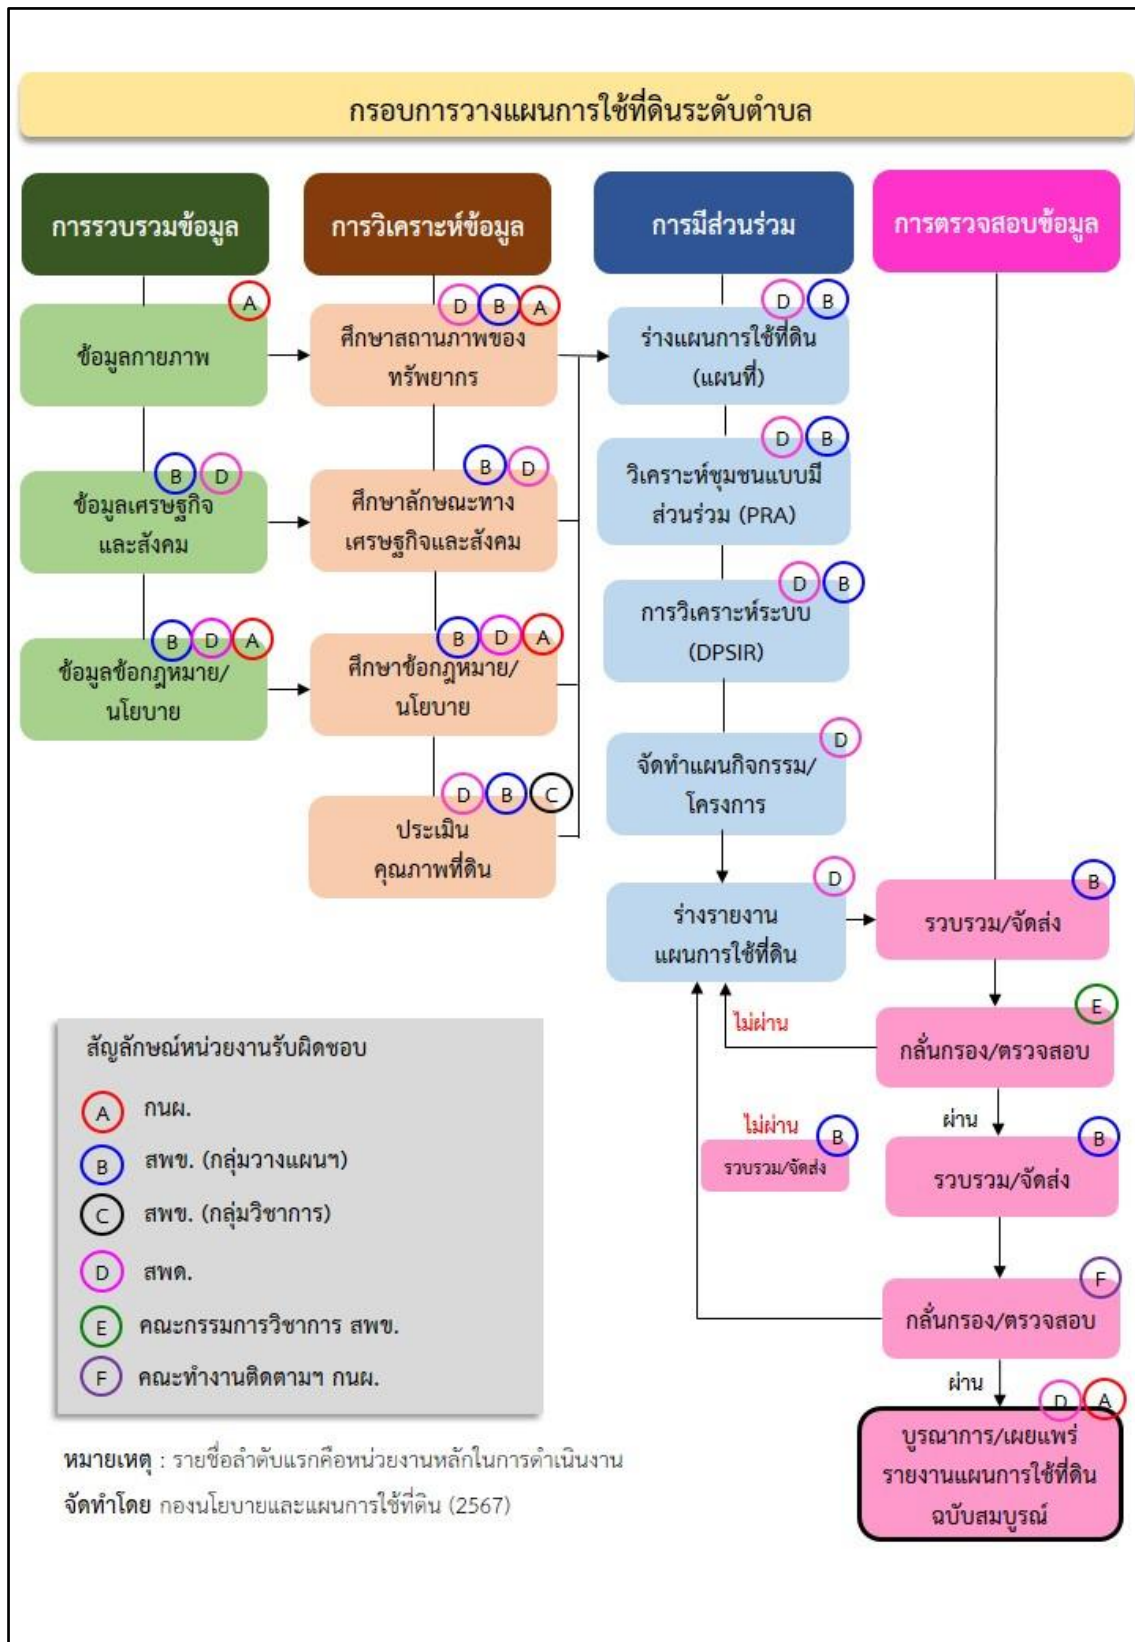 กรอบการวางแผนการใช้ที่ดินระดับตำบล
การรวบรวมข้อมูล
A
ข้อมูลกายภาพ
B D
ข้อมูลเศรษฐกิจ
และสังคม
B D A
ข้อมูลข้อกฎหมาย/
นโยบาย
การวิเคราะห์ข้อมูล
D B A
ศึกษาสถานภาพของ
ทรัพยากร
B D
ศึกษาลักษณะทาง
เศรษฐกิจและสังคม
B D A
ศึกษาข้อกฎหมาย/
นโยบาย
D B C
ประเมิน
คุณภาพที่ดิน
การมีส่วนร่วม
D B
ร่างแผนการใช้ที่ดิน
(แผนที่)
D B
วิเคราะห์ชุมชนแบบมี
ส่วนร่วม (PRA)
D B
การวิเคราะห์ระบบ
(DPSIR)
D
จัดทำแผนกิจกรรม/
โครงการ
D
ร่างรายงาน
แผนการใช้ที่ดิน
การตรวจสอบข้อมูล
B
รวบรวม/จัดส่ง
E
กลั่นกรอง/ตรวจสอบ
ไม่ผ่าน
ผ่าน
B
รวบรวม/จัดส่ง
ไม่ผ่าน
B
รวบรวม/จัดส่ง
F
กลั่นกรอง/ตรวจสอบ
ผ่าน
D A
บูรณาการ/เผยแพร่
รายงานแผนการใช้ที่ดิน
ฉบับสมบูรณ์
สัญลักษณ์หน่วยงานรับผิดชอบ
A กนผ.
B สพข. (กลุ่มวางแผนฯ)
C สพข. (กลุ่มวิชาการ)
D สพด.
E คณะกรรมการวิชาการ สพข.
F คณะทำงานติดตามฯ กนผ.
หมายเหตุ : รายชื่อลำดับแรกคือหน่วยงานหลักในการดำเนินงาน
จัดทำโดย กองนโยบายและแผนการใช้ที่ดิน (2567)